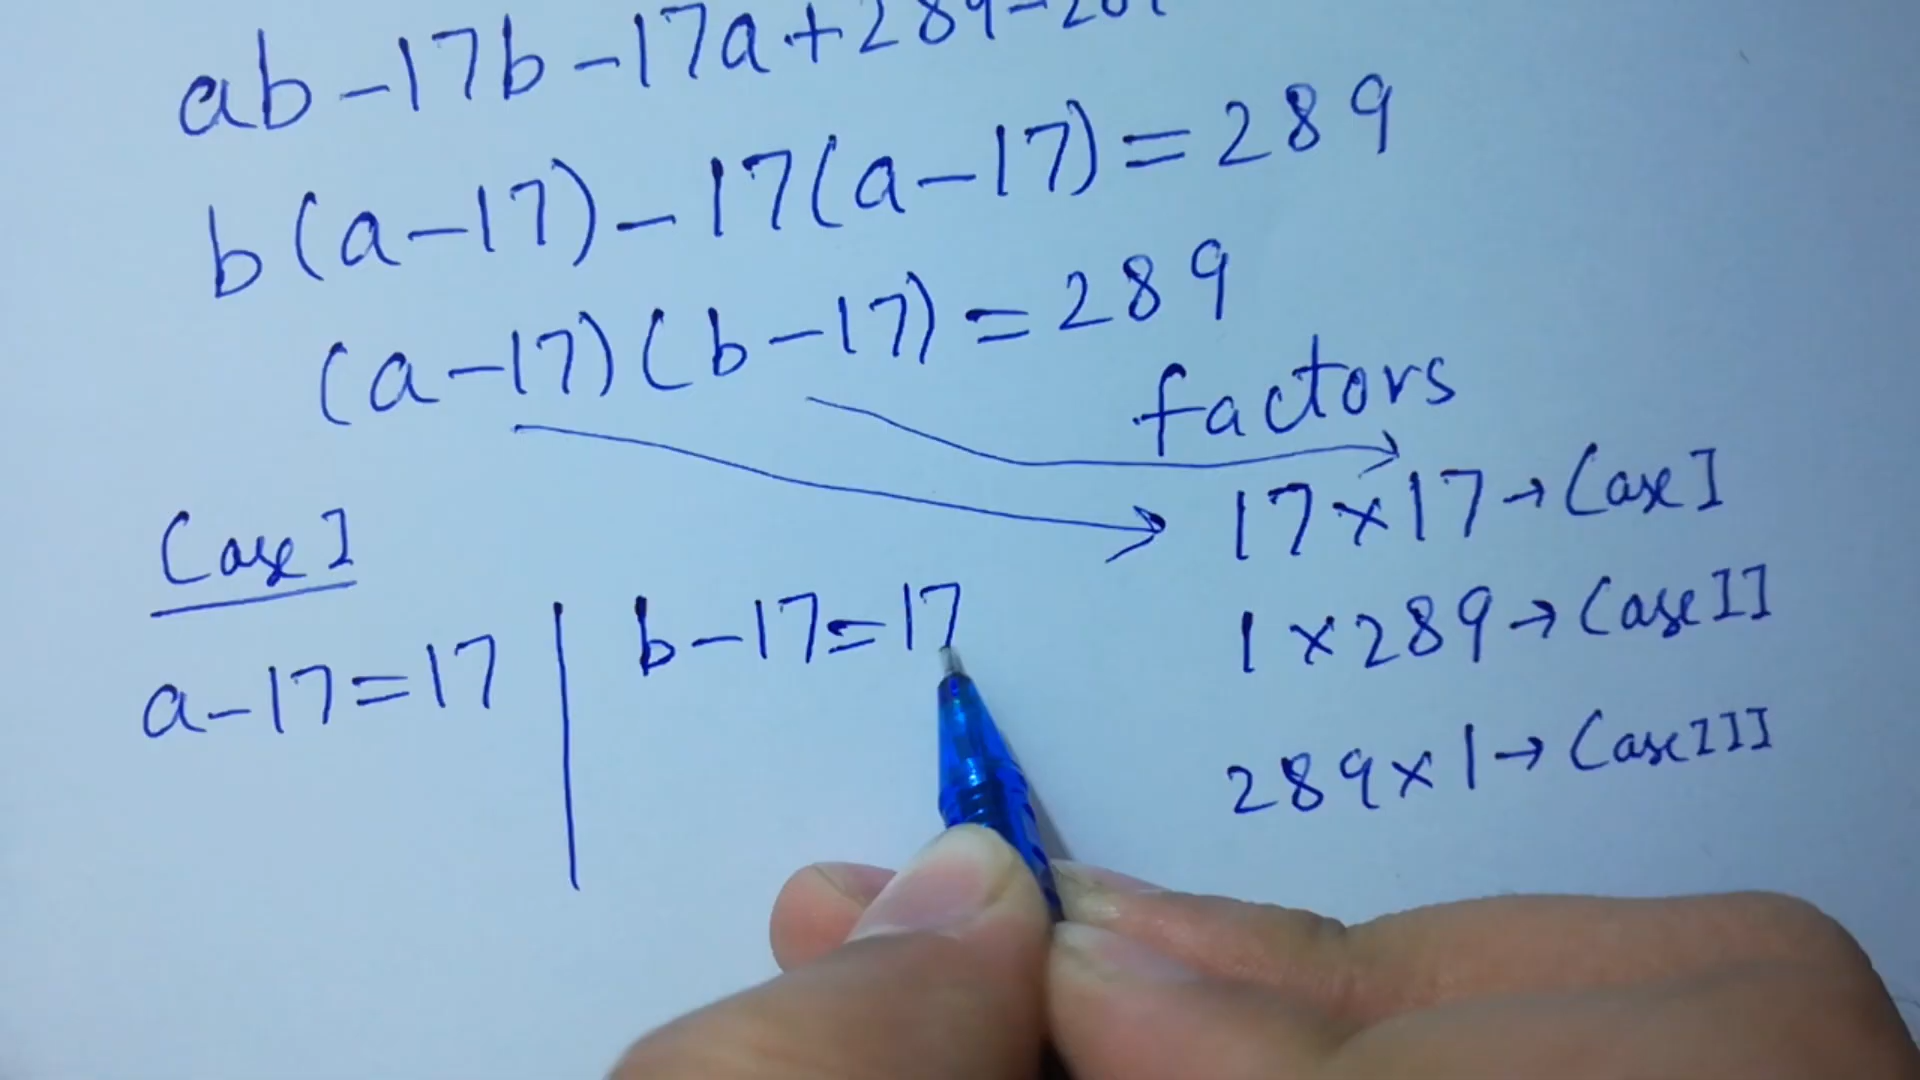 ab-17b-17a+289-
b(a-17)-17(a-17)=289
(a-17)(b-17)=289
factors
17×17→Case I
1×289→Case II
289×1→Case III
Case I
a-17=17 | b-17=17